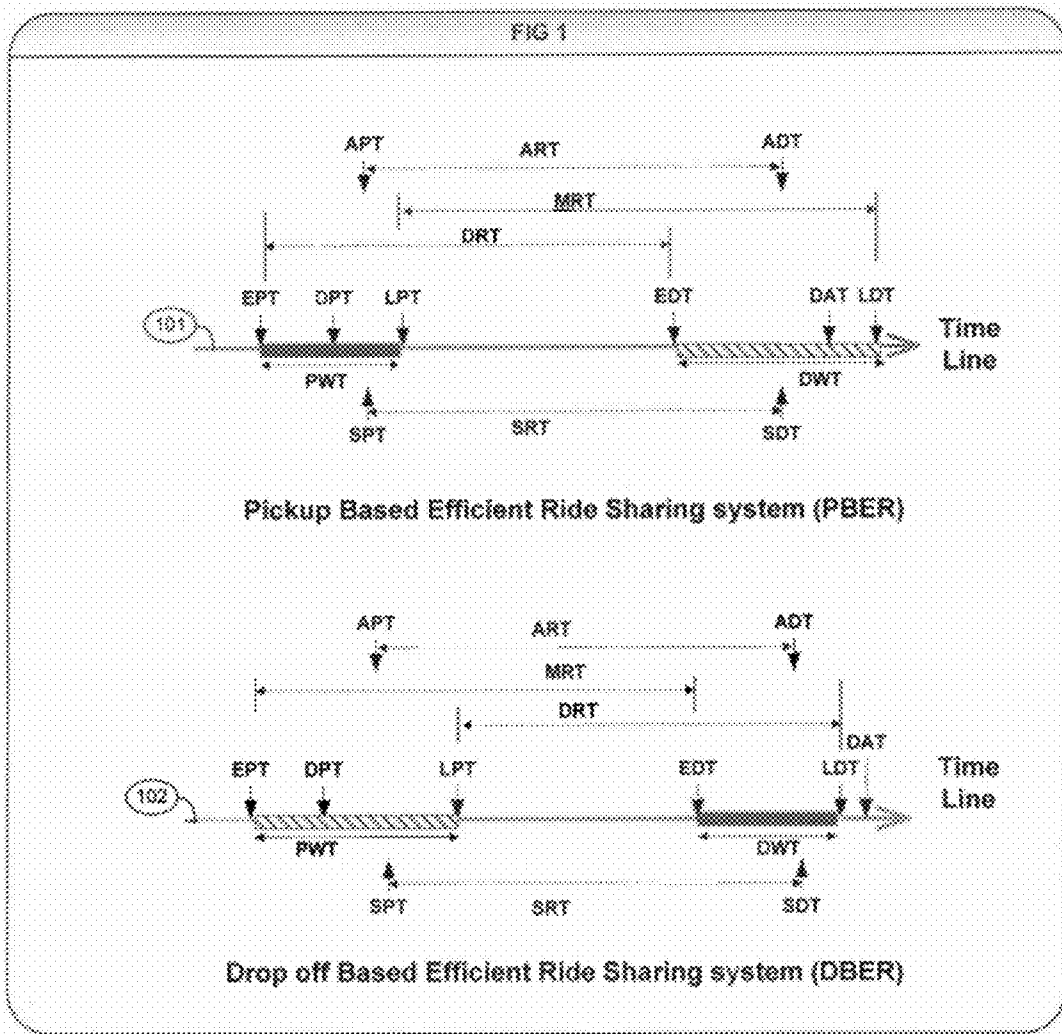 FIG 1
APT ART ADT
MRT
DRT
EPT DPT LPT EDT DAT LDT
101 Time
Line
PWT DWT
SPT SRT SDT
Pickup Based Efficient Ride Sharing system (PBER)
APT ART ADT
MRT
DRT
DAT
EPT DPT LPT EDT LDT
102 Time
Line
PWT DWT
SPT SRT SDT
Drop off Based Efficient Ride Sharing system (DBER)